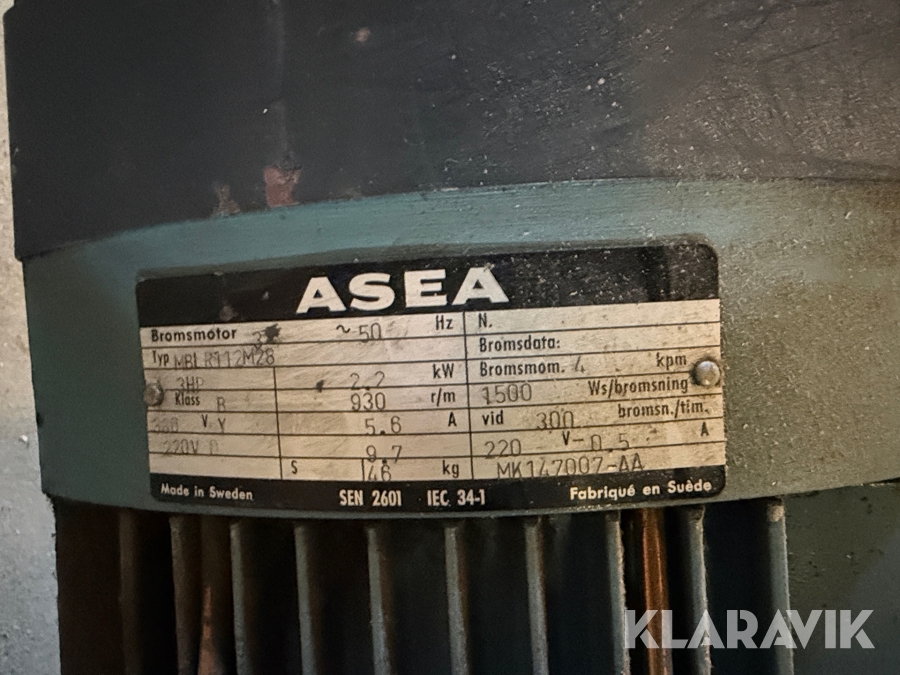 ASEA
Bromsmotor 3 ~ 50 Hz
Typ MBLR112M28
3HP 2.2 kW
Klass B 930 r/m
380 V Y 5.6 A
220V D 9.7
S 46 kg
N.
Bromsdata:
Bromsmom. 4 kpm
1500 Ws/bromsning
vid 300 bromsn./tim.
220 V– 0.5 A
MK147007-AA
Made in Sweden SEN 2601 IEC 34-1 Fabriqué en Suède
KLARAVIK